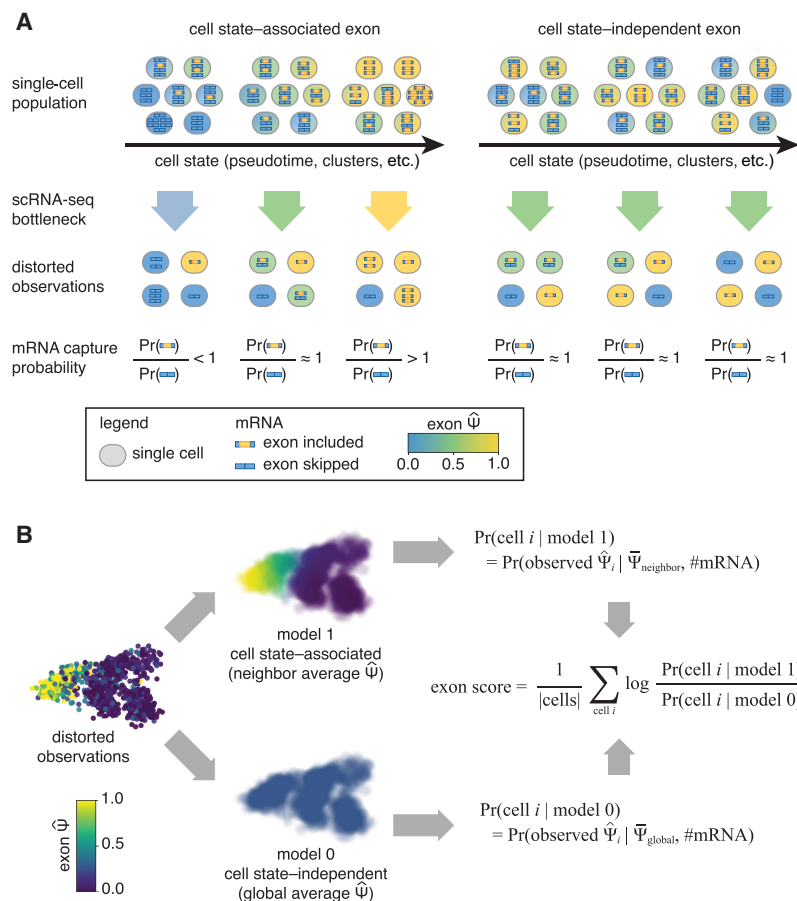 A
cell state–associated exon
cell state–independent exon
single-cell
population
cell state (pseudotime, clusters, etc.)
cell state (pseudotime, clusters, etc.)
scRNA-seq
bottleneck
distorted
observations
mRNA capture
probability
Pr( )
Pr( )
< 1
Pr( )
Pr( )
≈ 1
Pr( )
Pr( )
> 1
Pr( )
Pr( )
≈ 1
Pr( )
Pr( )
≈ 1
Pr( )
Pr( )
≈ 1
legend
single cell
mRNA
exon included
exon skipped
exon Ψ̂
0.0 0.5 1.0
B
distorted
observations
exon Ψ̂
1.0
0.5
0.0
model 1
cell state–associated
(neighbor average Ψ̂)
model 0
cell state–independent
(global average Ψ̂)
Pr(cell i | model 1)
= Pr(observed Ψ̂i | Ψ̄neighbor, #mRNA)
exon score = 1/|cells| ∑cell i log Pr(cell i | model 1)/Pr(cell i | model 0)
Pr(cell i | model 0)
= Pr(observed Ψ̂i | Ψ̄global, #mRNA)